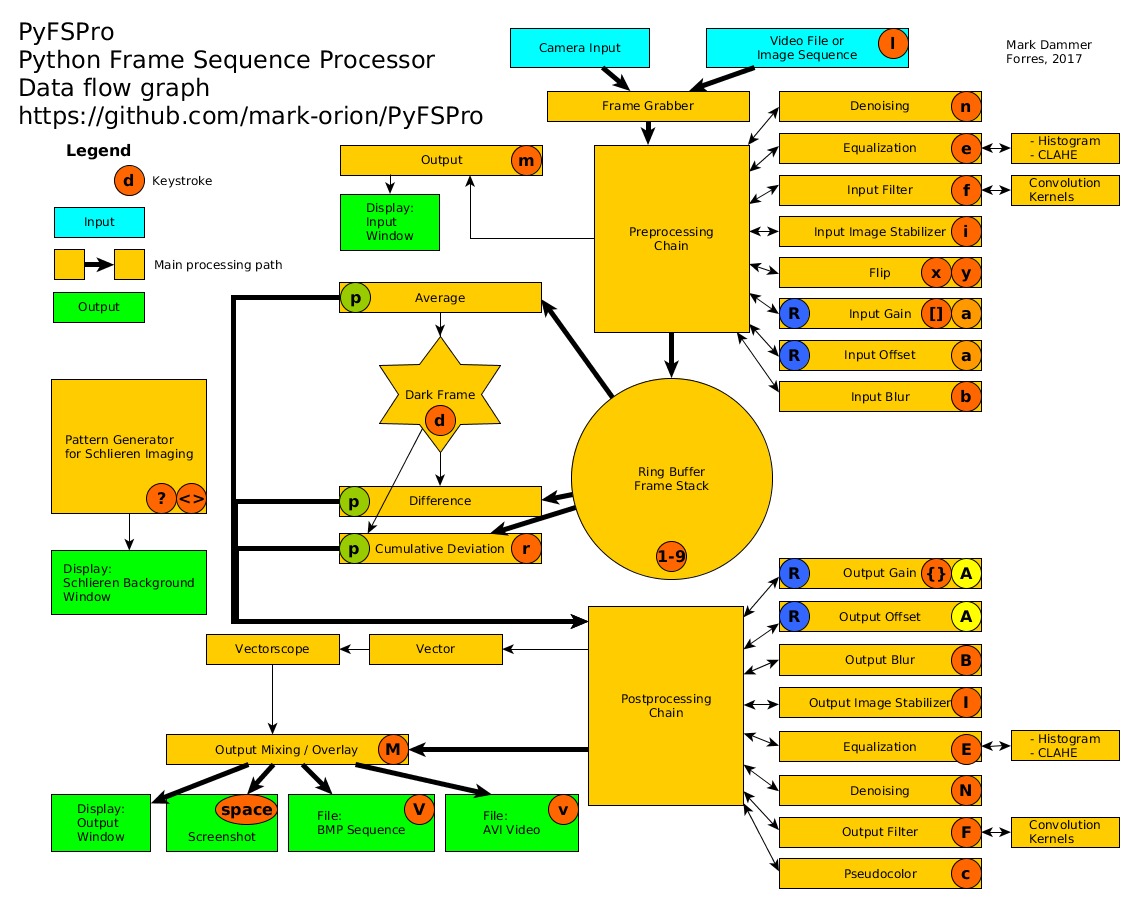 PyFSPro
Python Frame Sequence Processor
Data flow graph
https://github.com/mark-orion/PyFSPro
Mark Dammer
Forres, 2017
Legend
d
Keystroke
Input
Main processing path
Output
Camera Input
Video File or
Image Sequence
l
Frame Grabber
Output
m
Display:
Input
Window
Preprocessing
Chain
Denoising
n
Equalization
e
- Histogram
- CLAHE
Input Filter
f
Convolution
Kernels
Input Image Stabilizer
i
Flip
x
y
R
Input Gain
[]
a
R
Input Offset
a
Input Blur
b
p
Average
Dark Frame
d
p
Difference
p
Cumulative Deviation
r
Ring Buffer
Frame Stack
1-9
Pattern Generator
for Schlieren Imaging
?
<>
Display:
Schlieren Background
Window
Postprocessing
Chain
R
Output Gain
{}
A
R
Output Offset
A
Output Blur
B
Output Image Stabilizer
I
Equalization
E
- Histogram
- CLAHE
Denoising
N
Output Filter
F
Convolution
Kernels
Pseudocolor
c
Vectorscope
Vector
Output Mixing / Overlay
M
Display:
Output
Window
space
Screenshot
File:
BMP Sequence
V
File:
AVI Video
v